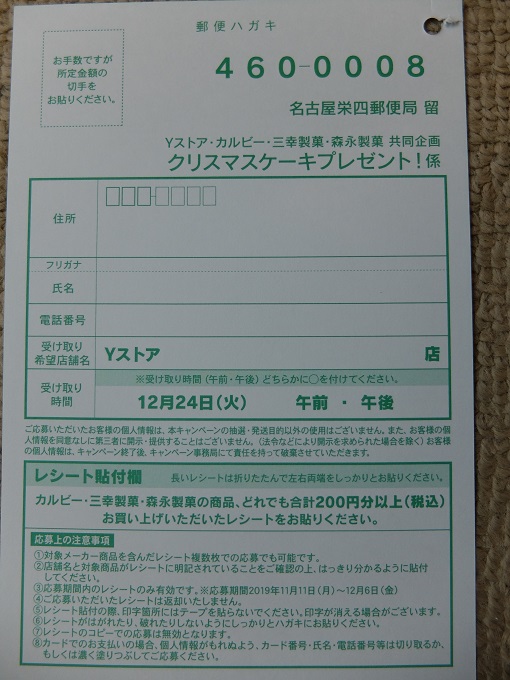 郵便ハガキ
お手数ですが
所定金額の
切手を
お貼りください。
460-0008
名古屋栄四郵便局 留
Yストア・カルビー・三幸製菓・森永製菓 共同企画
クリスマスケーキプレゼント!係
住所
フリガナ
氏名
電話番号
受け取り
希望店舗名
Yストア 店
受け取り
時間
※受け取り時間(午前・午後)どちらかに○を付けてください。
12月24日(火) 午前・午後
ご応募いただいたお客様の個人情報は、本キャンペーンの抽選・発送目的以外の使用はございません。また、お客様の個
人情報を同意なしに第三者に開示・提供することはございません。(法令などにより開示を求められた場合を除く)お客様
の個人情報は、キャンペーン終了後、キャンペーン事務局にて責任を持って破棄させていただきます。
レシート貼付欄 長いレシートは折りたたんで左右両端をしっかりとお貼りください。
カルビー・三幸製菓・森永製菓の商品、どれでも合計200円分以上(税込)
お買い上げいただいたレシートをお貼りください。
応募上の注意事項
①対象メーカー商品を含んだレシート複数枚での応募でも可能です。
②店舗名と対象商品がレシートに明記されていることをご確認の上、はっきり分かるように貼付
してください。
③応募期間内のレシートのみ有効です。※応募期間2019年11月11日(月)~12月6日(金)
④ご応募いただいたレシートは返却いたしません。
⑤レシート貼付の際、印字箇所にはテープを貼らないでください。印字が消える場合がございます。
⑥レシートがはがれたり、破れたりしないようにしっかりとハガキにお貼りください。
⑦レシートのコピーでの応募は無効となります。
⑧カードでのお支払いの場合、個人情報がもれぬよう、カード番号・氏名・電話番号等は切り取るか、
もしくは濃く塗りつぶしてご応募ください。